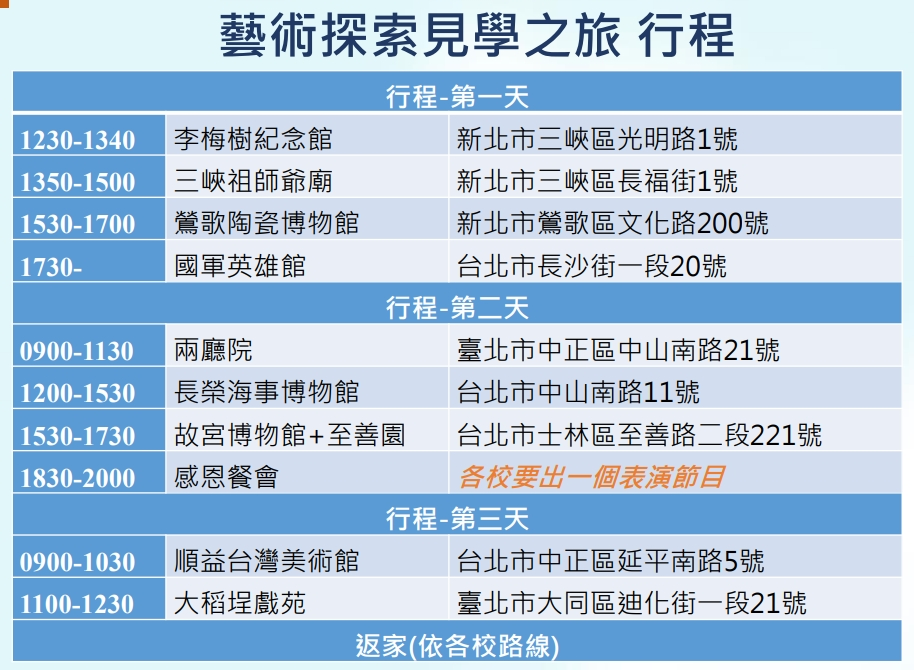 藝術探索見學之旅 行程
行程-第一天
1230-1340 李梅樹紀念館 新北市三峽區光明路1號
1350-1500 三峽祖師爺廟 新北市三峽區長福街1號
1530-1700 鶯歌陶瓷博物館 新北市鶯歌區文化路200號
1730- 國軍英雄館 台北市長沙街一段20號
行程-第二天
0900-1130 兩廳院 臺北市中正區中山南路21號
1200-1530 長榮海事博物館 台北市中山南路11號
1530-1730 故宮博物館+至善園 台北市士林區至善路二段221號
1830-2000 感恩餐會 各校要出一個表演節目
行程-第三天
0900-1030 順益台灣美術館 台北市中正區延平南路5號
1100-1230 大稻埕戲苑 臺北市大同區迪化街一段21號
返家(依各校路線)